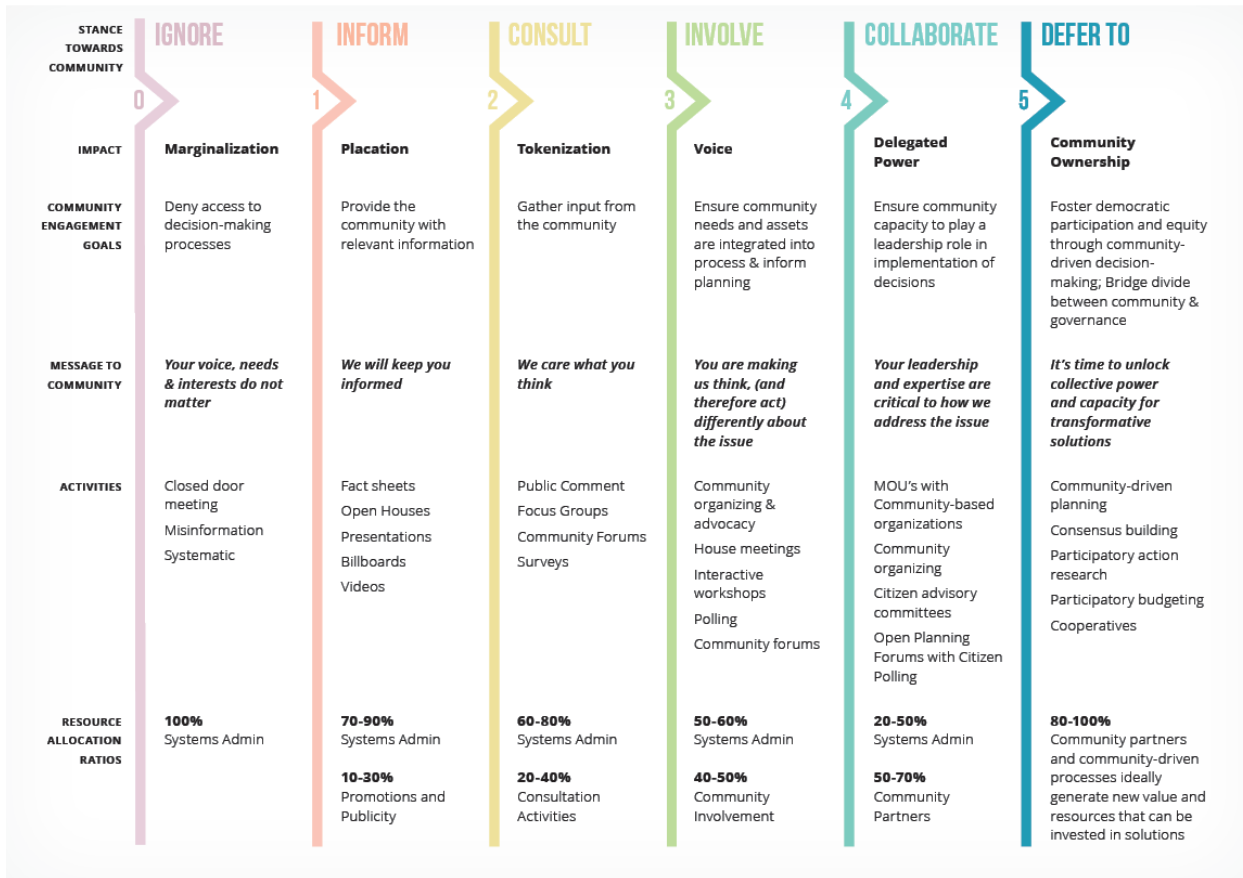 STANCE
TOWARDS
COMMUNITY
IGNORE
INFORM
CONSULT
INVOLVE
COLLABORATE
DEFER TO
0
1
2
3
4
5
IMPACT
Marginalization
Placation
Tokenization
Voice
Delegated
Power
Community
Ownership
COMMUNITY
ENGAGEMENT
GOALS
Deny access to
decision-making
processes
Provide the
community with
relevant information
Gather input from
the community
Ensure community
needs and assets
are integrated into
process & inform
planning
Ensure community
capacity to play a
leadership role in
implementation of
decisions
Foster democratic
participation and equity
through community-
driven decision-
making; Bridge divide
between community &
governance
MESSAGE TO
COMMUNITY
Your voice, needs
& interests do not
matter
We will keep you
informed
We care what you
think
You are making
us think, (and
therefore act)
differently about
the issue
Your leadership
and expertise are
critical to how we
address the issue
It's time to unlock
collective power
and capacity for
transformative
solutions
ACTIVITIES
Closed door
meeting
Misinformation
Systematic
Fact sheets
Open Houses
Presentations
Billboards
Videos
Public Comment
Focus Groups
Community Forums
Surveys
Community
organizing &
advocacy
House meetings
Interactive
workshops
Polling
Community forums
MOU's with
Community-based
organizations
Community
organizing
Citizen advisory
committees
Open Planning
Forums with Citizen
Polling
Community-driven
planning
Consensus building
Participatory action
research
Participatory budgeting
Cooperatives
RESOURCE
ALLOCATION
RATIOS
100%
Systems Admin
70-90%
Systems Admin
10-30%
Promotions and
Publicity
60-80%
Systems Admin
20-40%
Consultation
Activities
50-60%
Systems Admin
40-50%
Community
Involvement
20-50%
Systems Admin
50-70%
Community
Partners
80-100%
Community partners
and community-driven
processes ideally
generate new value and
resources that can be
invested in solutions